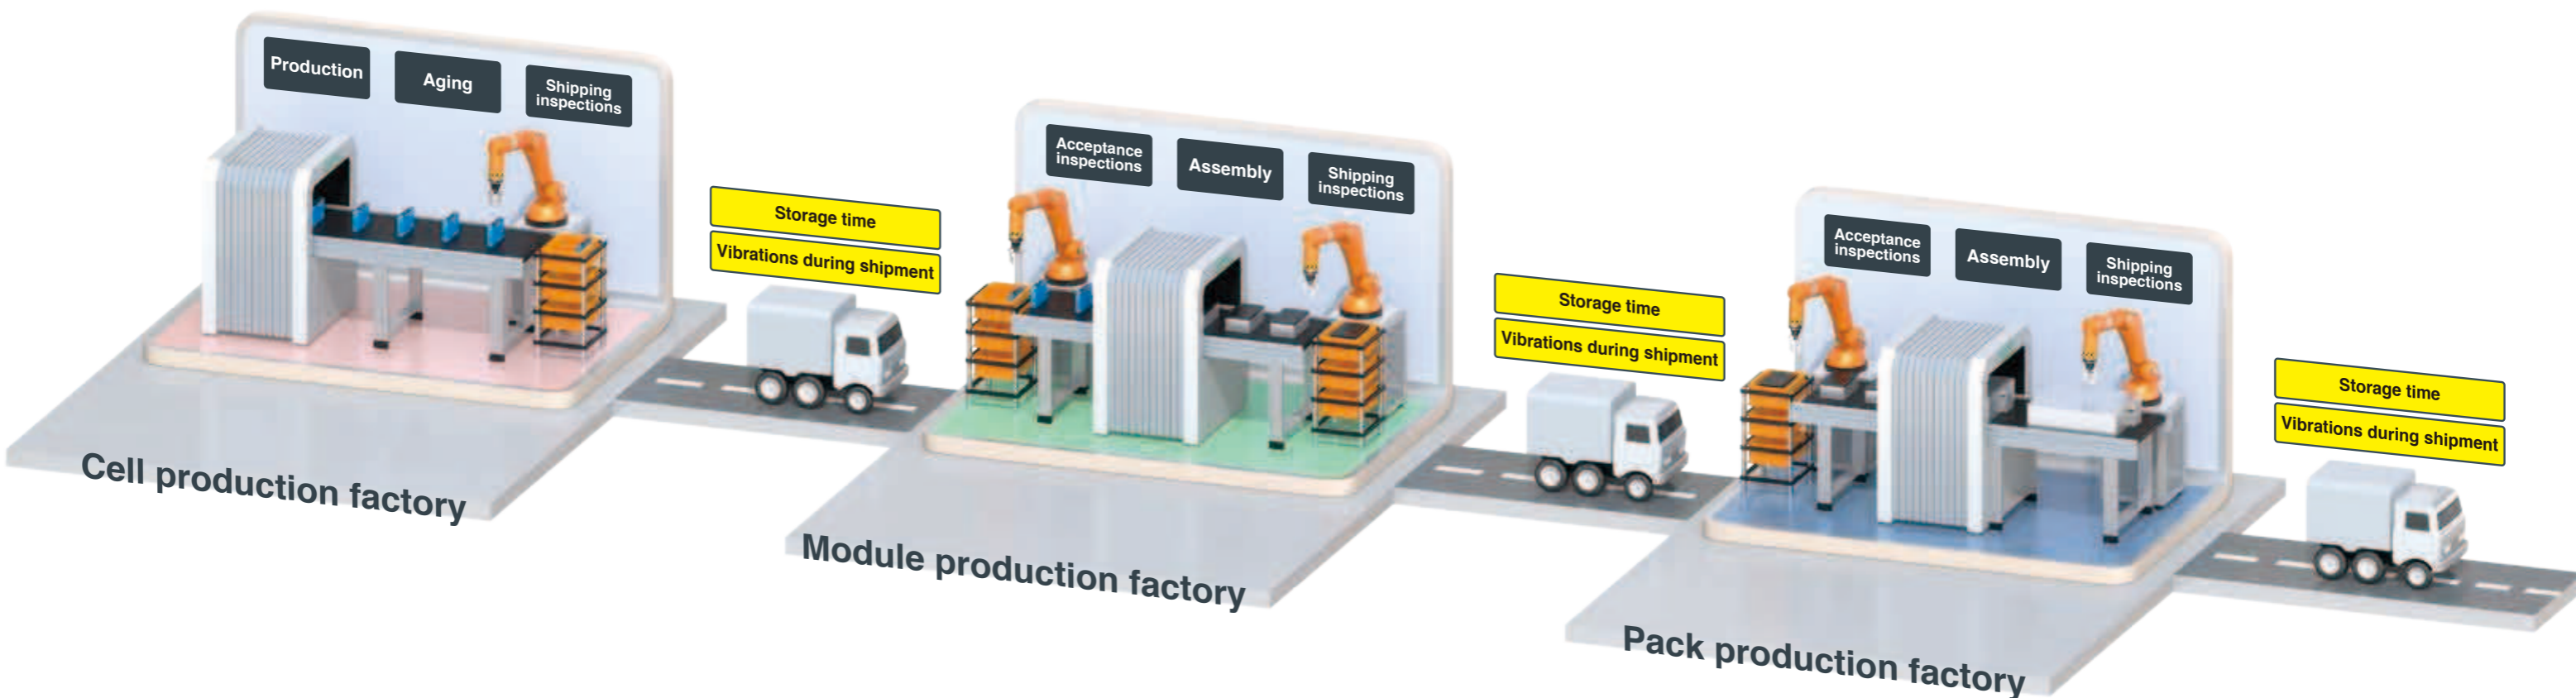 Production
Aging
Shipping
inspections
Storage time
Vibrations during shipment
Cell production factory
Acceptance
inspections
Assembly
Shipping
inspections
Storage time
Vibrations during shipment
Module production factory
Acceptance
inspections
Assembly
Shipping
inspections
Storage time
Vibrations during shipment
Pack production factory